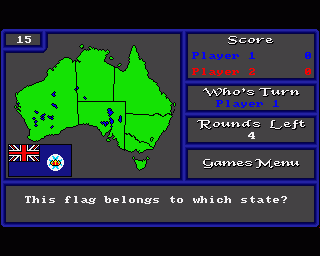 15
Score
Player 1 0
Player 2 0
Who's Turn
Player 1
Rounds Left
4
Games Menu
This flag belongs to which state?